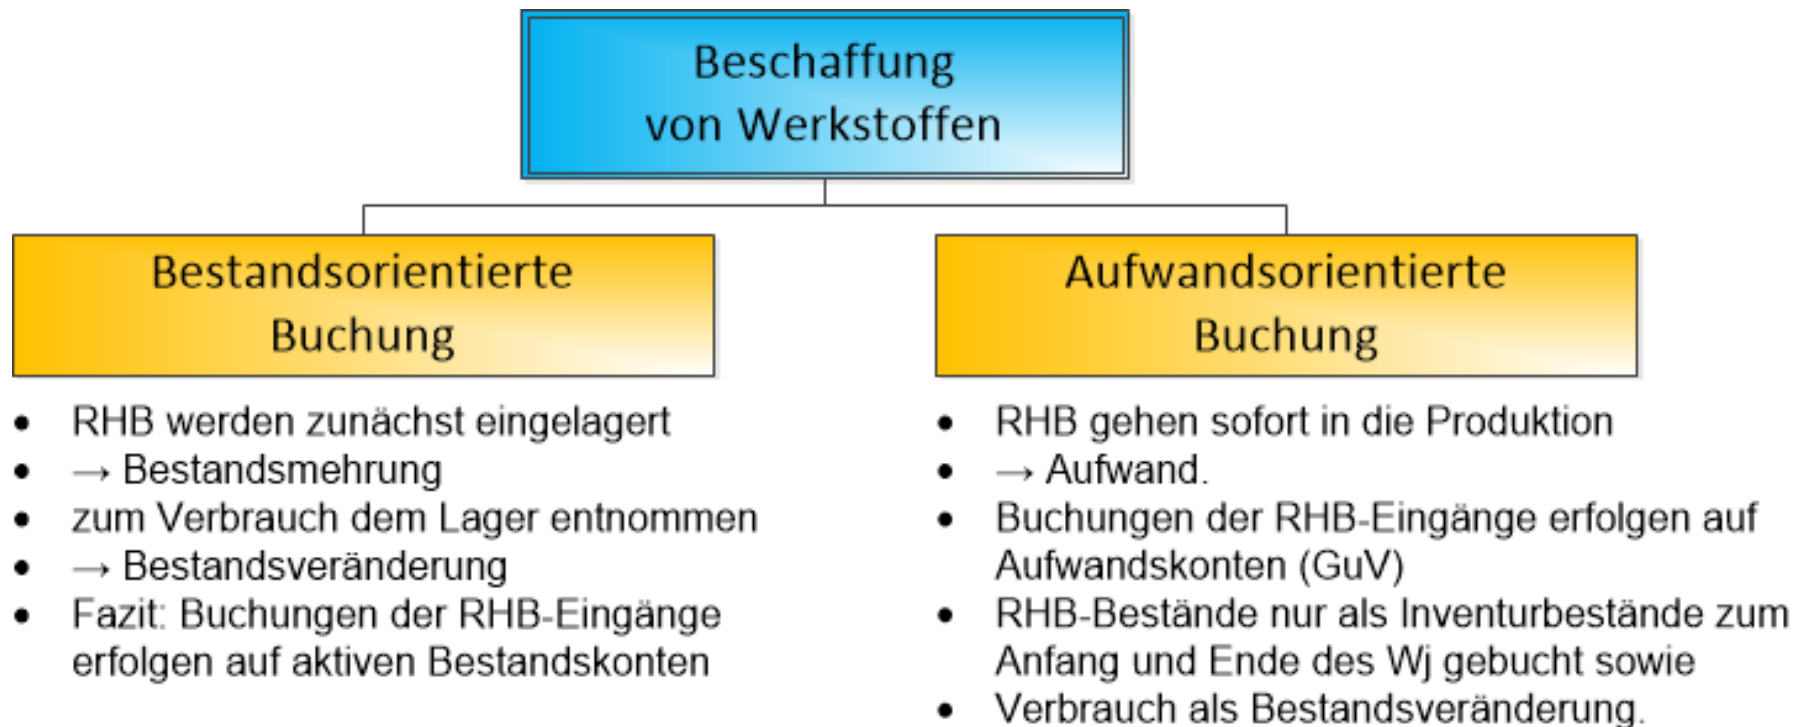 Beschaffung
von Werkstoffen
Bestandsorientierte
Buchung
• RHB werden zunächst eingelagert
• → Bestandsmehrung
• zum Verbrauch dem Lager entnommen
• → Bestandsveränderung
• Fazit: Buchungen der RHB-Eingänge
erfolgen auf aktiven Bestandskonten
Aufwandsorientierte
Buchung
• RHB gehen sofort in die Produktion
• → Aufwand.
• Buchungen der RHB-Eingänge erfolgen auf
Aufwandskonten (GuV)
• RHB-Bestände nur als Inventurbestände zum
Anfang und Ende des Wj gebucht sowie
• Verbrauch als Bestandsveränderung.